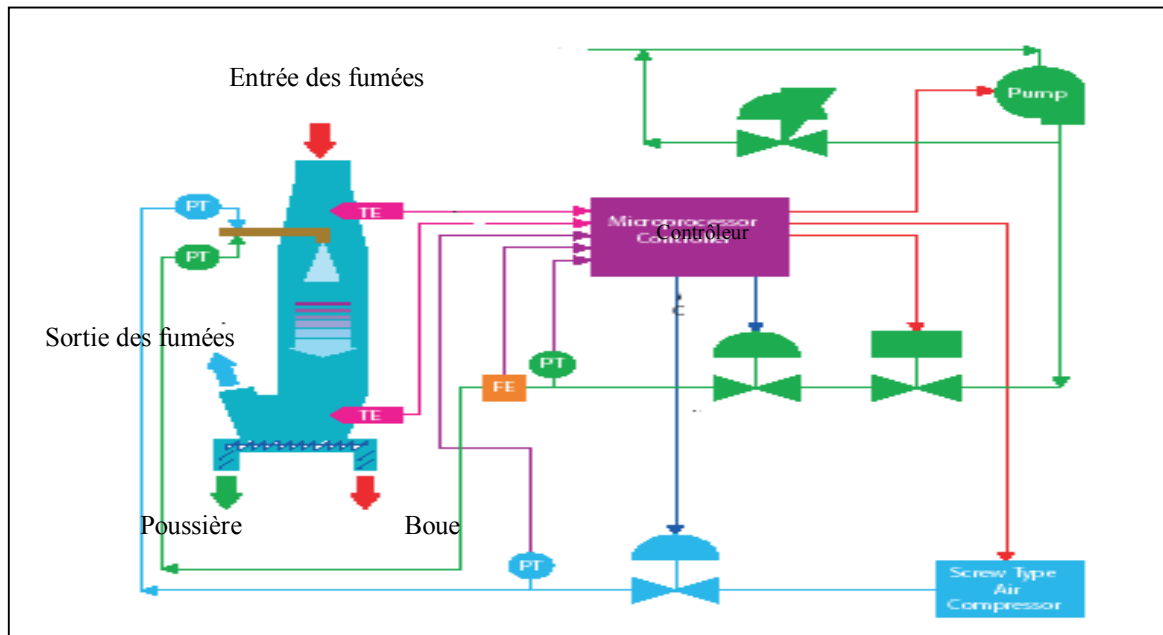 Entrée des fumées
Pump
PT
TE
Microprocessor
Controller
Contrôleur
PT
Sortie des fumées
PT
FE
TE
Poussière
Boue
PT
Screw Type
Air
Compressor